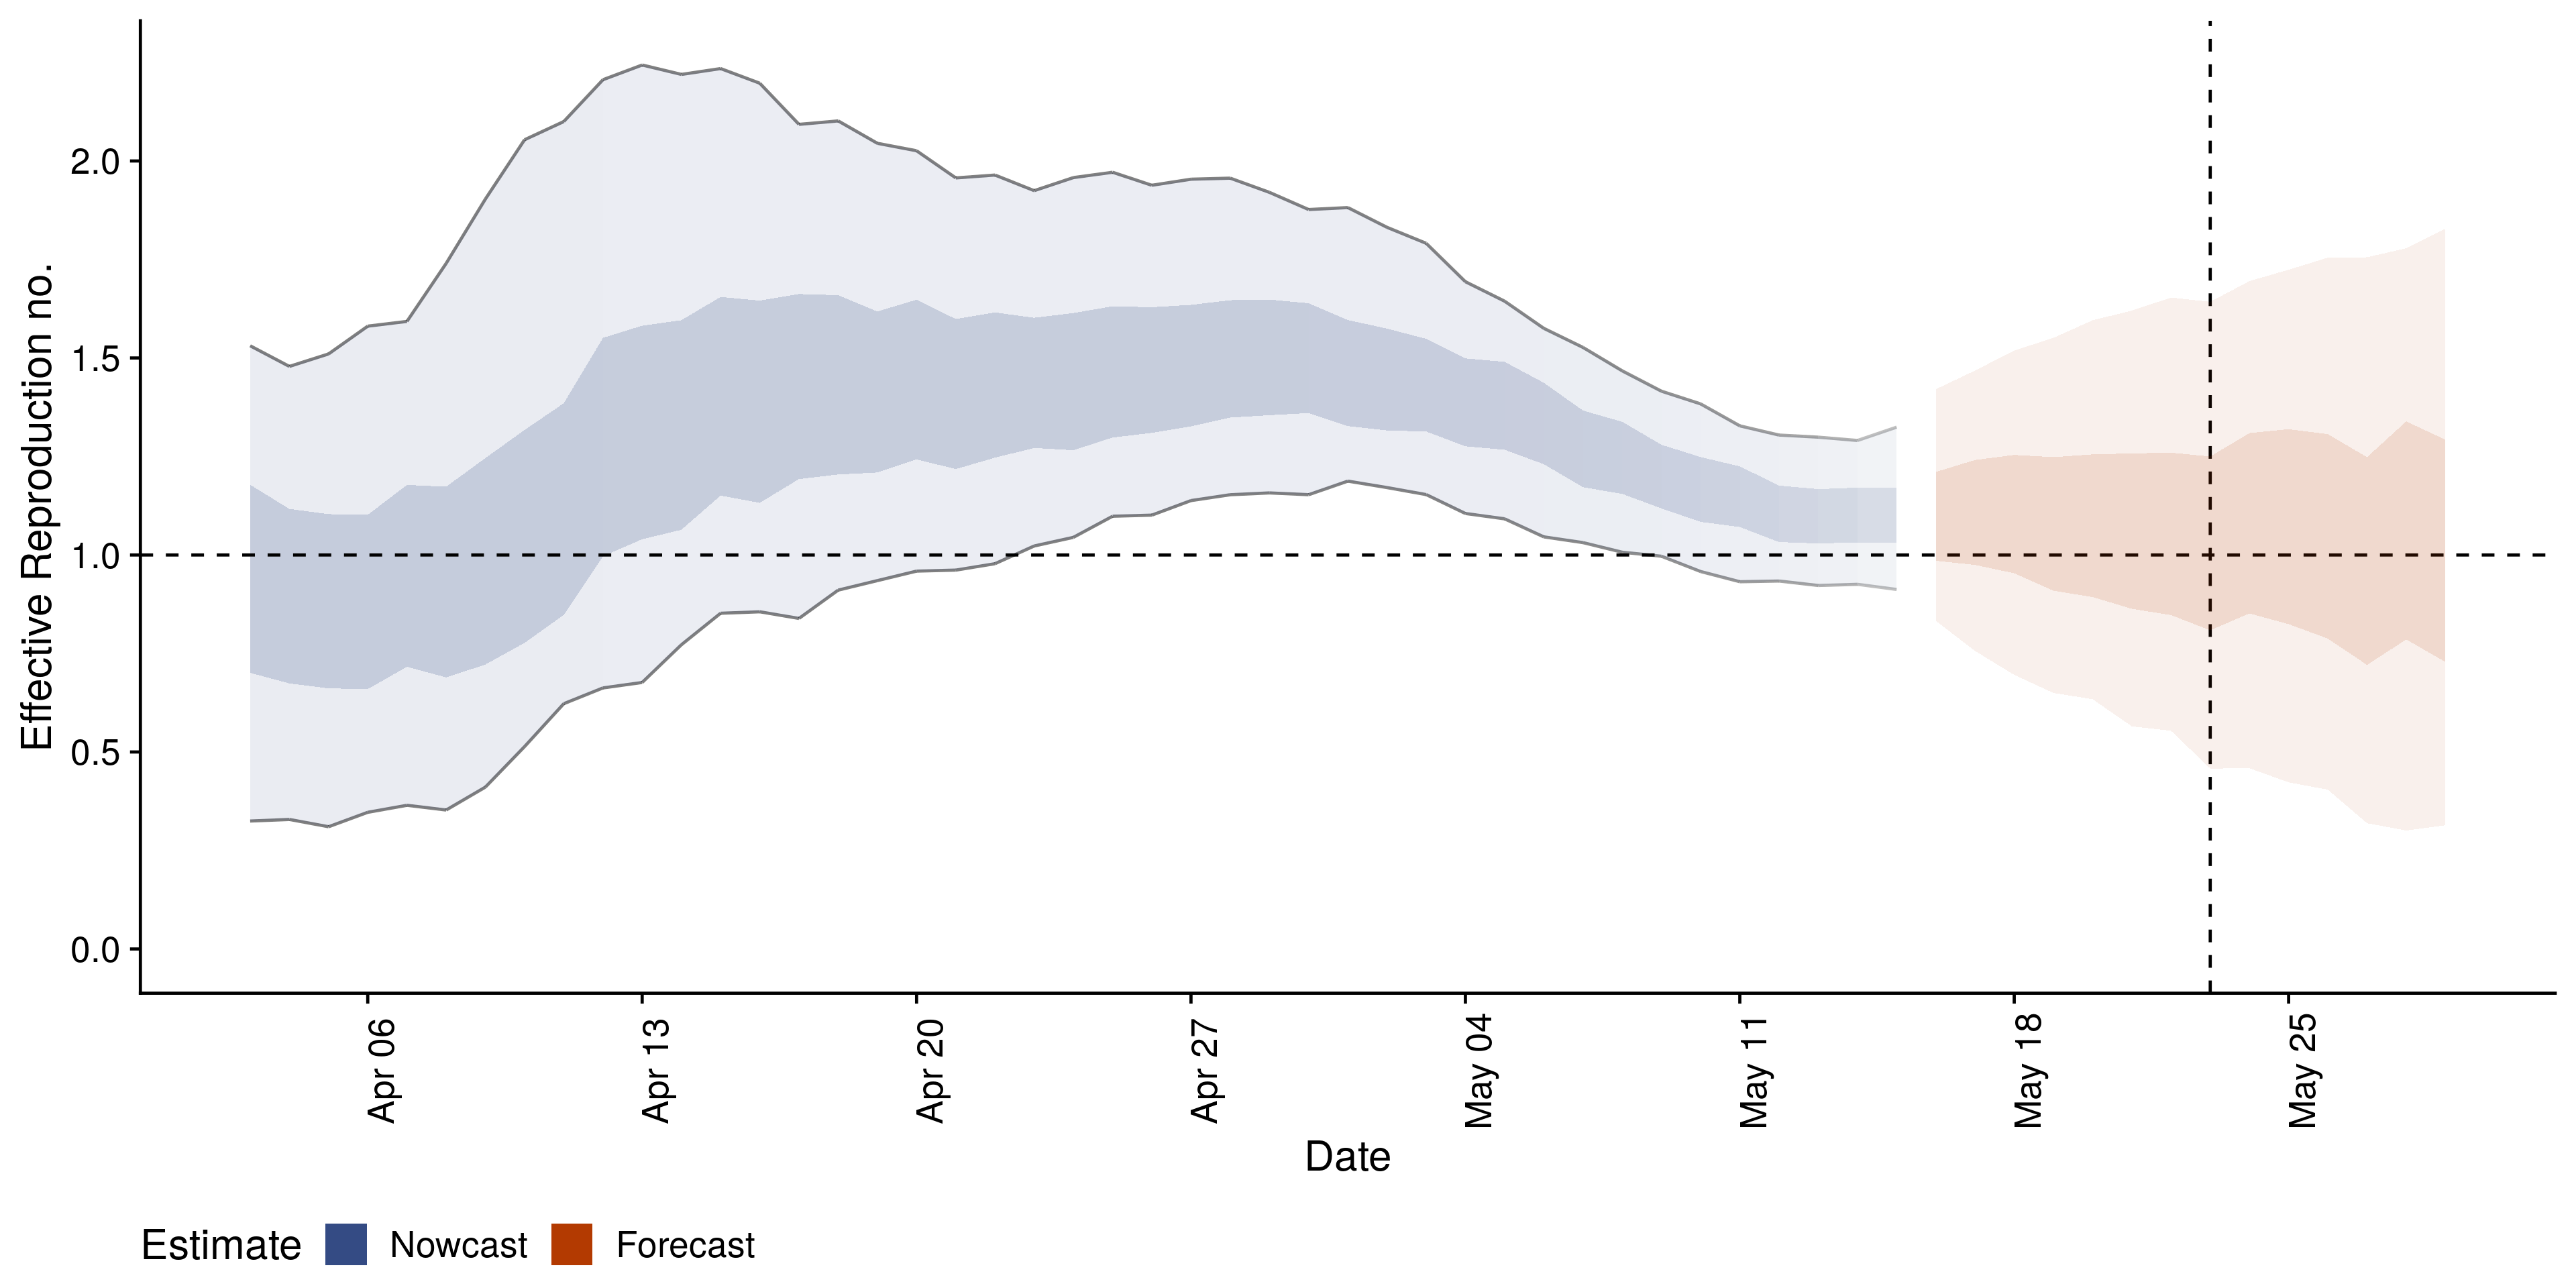 Effective Reproduction no.
2.0
1.5
1.0
0.5
0.0
Apr 06
Apr 13
Apr 20
Apr 27
May 04
May 11
May 18
May 25
Date
Estimate Nowcast Forecast